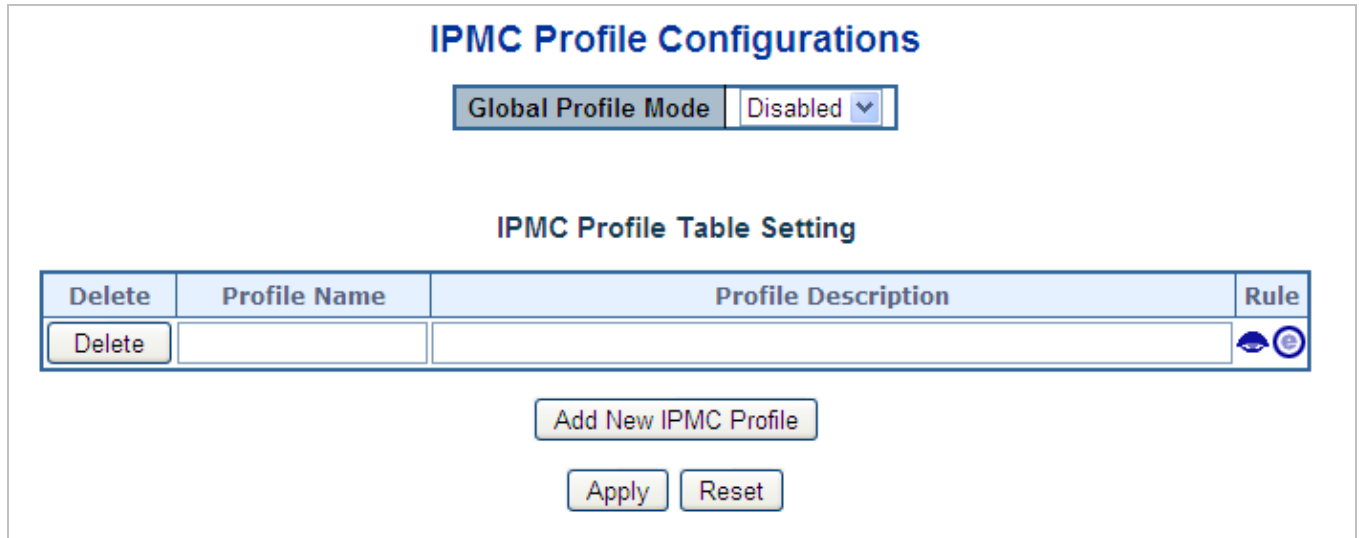 IPMC Profile Configurations
Global Profile Mode Disabled
IPMC Profile Table Setting
Delete Profile Name Profile Description Rule
Delete e
Add New IPMC Profile
Apply Reset